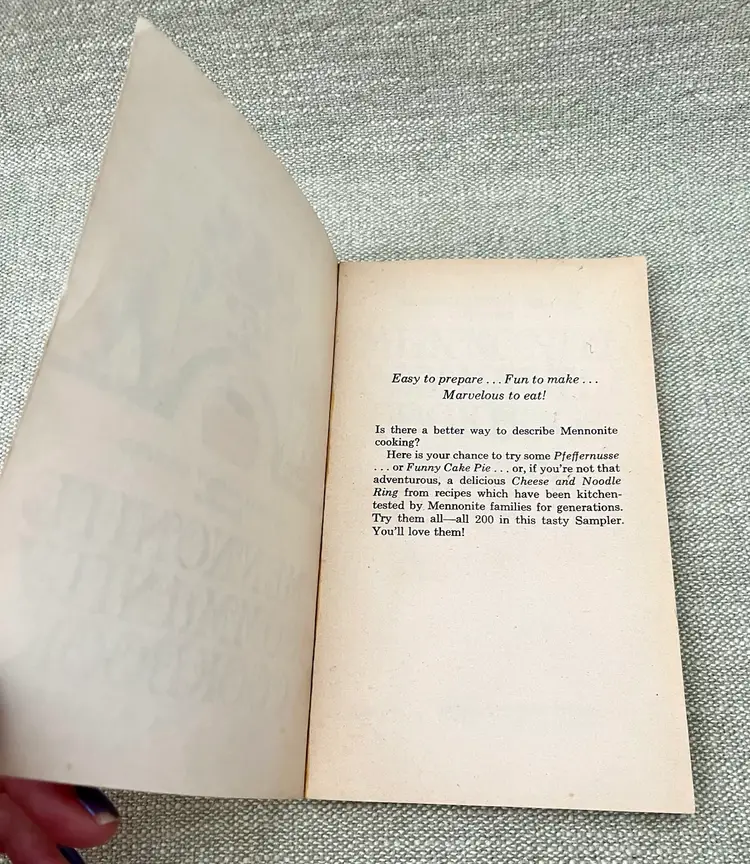 Easy to prepare . . . Fun to make . . .
Marvelous to eat!
Is there a better way to describe Mennonite
cooking?
Here is your chance to try some Pfeffernusse
. . . or Funny Cake Pie . . . or, if you're not that
adventurous, a delicious Cheese and Noodle
Ring from recipes which have been kitchen-
tested by Mennonite families for generations.
Try them all—all 200 in this tasty Sampler.
You'll love them!